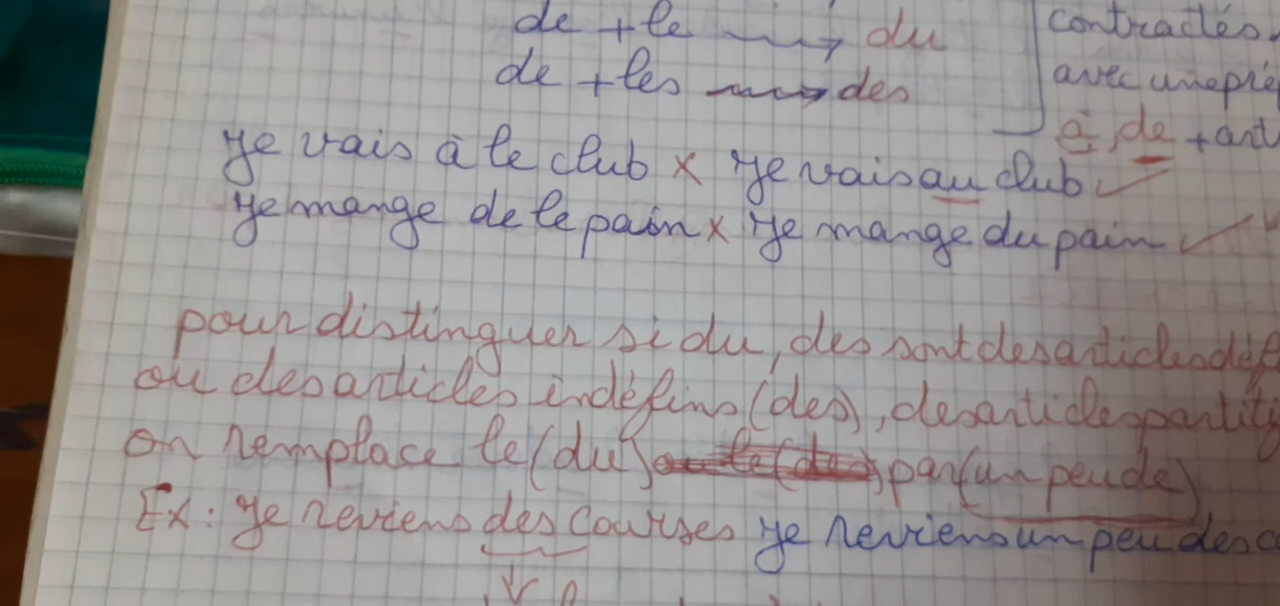 de + le → du
de + les → des
contractés
avec une pré
à, de + art
Je vais à le club × Je vais au club ✓
Je mange de le pain × Je mange du pain ✓
pour distinguer si du, des sont des articles déf
ou des articles indéfins (des), des articles partiti
on remplace le (du) par (un peu de)
Ex : Je reviens des courses Je reviens un peu des c